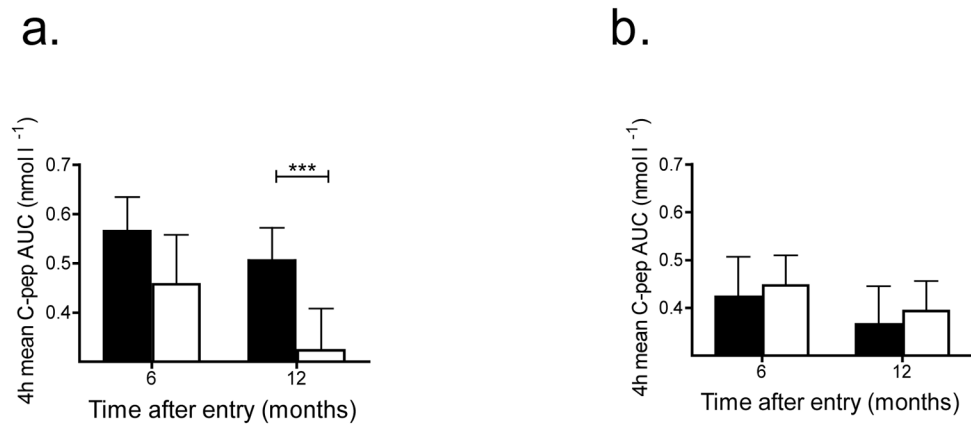 a.
4h mean C-pep AUC (nmol l -1)
0.7
0.6
0.5
0.4
***
6
12
Time after entry (months)
b.
4h mean C-pep AUC (nmol l -1)
0.7
0.6
0.5
0.4
6
12
Time after entry (months)